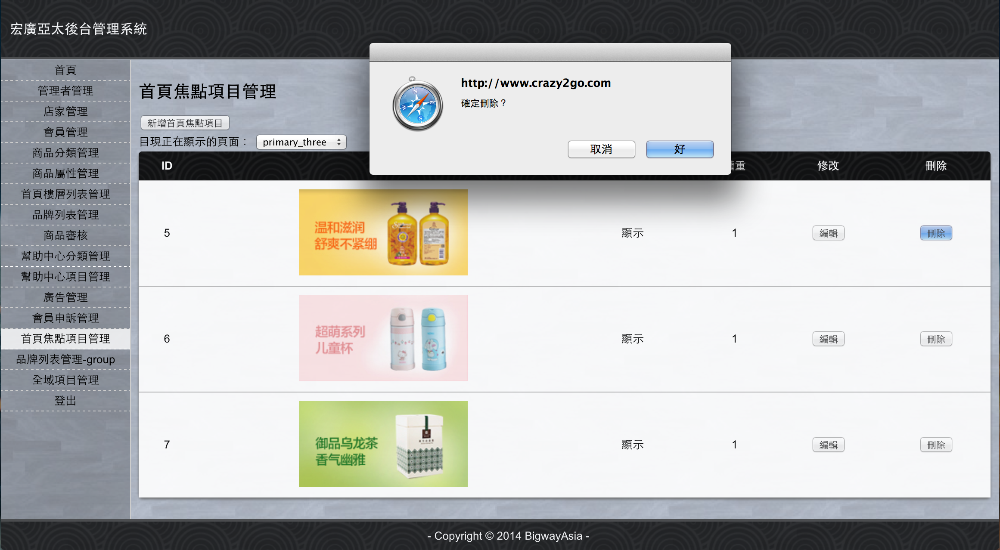 宏廣亞太後台管理系統
首頁
管理者管理
店家管理
會員管理
商品分類管理
商品屬性管理
首頁樓層列表管理
品牌列表管理
商品審核
幫助中心分類管理
幫助中心項目管理
廣告管理
會員申訴管理
首頁焦點項目管理
品牌列表管理-group
全域項目管理
登出
首頁焦點項目管理
新增首頁焦點項目
目現正在顯示的頁面： primary_three
http://www.crazy2go.com
確定刪除？
取消 好
ID 重 修改 刪除
5 顯示 1 編輯 刪除
温和滋润
舒爽不紧绷
6 顯示 1 編輯 刪除
超萌系列
儿童杯
7 顯示 1 編輯 刪除
御品乌龙茶
香气幽雅
- Copyright © 2014 BigwayAsia -